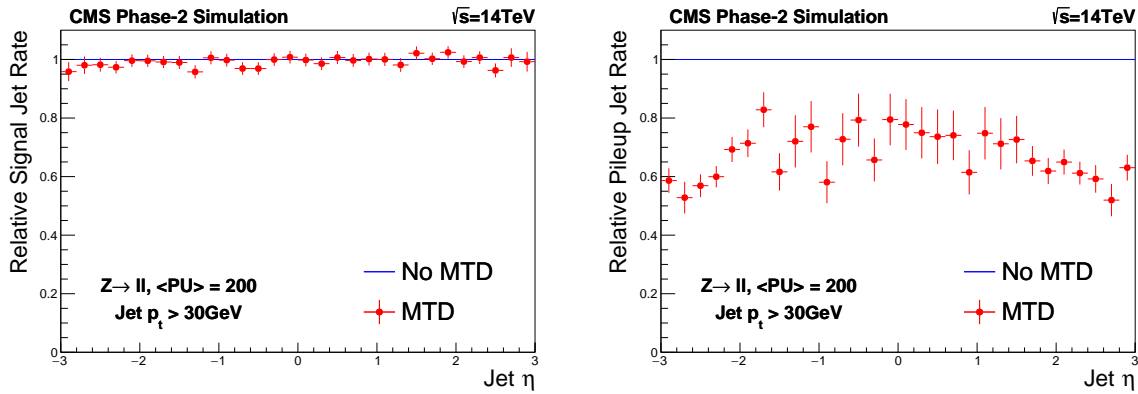 CMS Phase-2 Simulation √s=14TeV
Relative Signal Jet Rate
1
0.8
0.6
0.4
0.2
0
No MTD
MTD
Z→ ll, <PU> = 200
Jet pt > 30GeV
−3 −2 −1 0 1 2 3
Jet η
CMS Phase-2 Simulation √s=14TeV
Relative Pileup Jet Rate
1
0.8
0.6
0.4
0.2
0
No MTD
MTD
Z→ ll, <PU> = 200
Jet pt > 30GeV
−3 −2 −1 0 1 2 3
Jet η